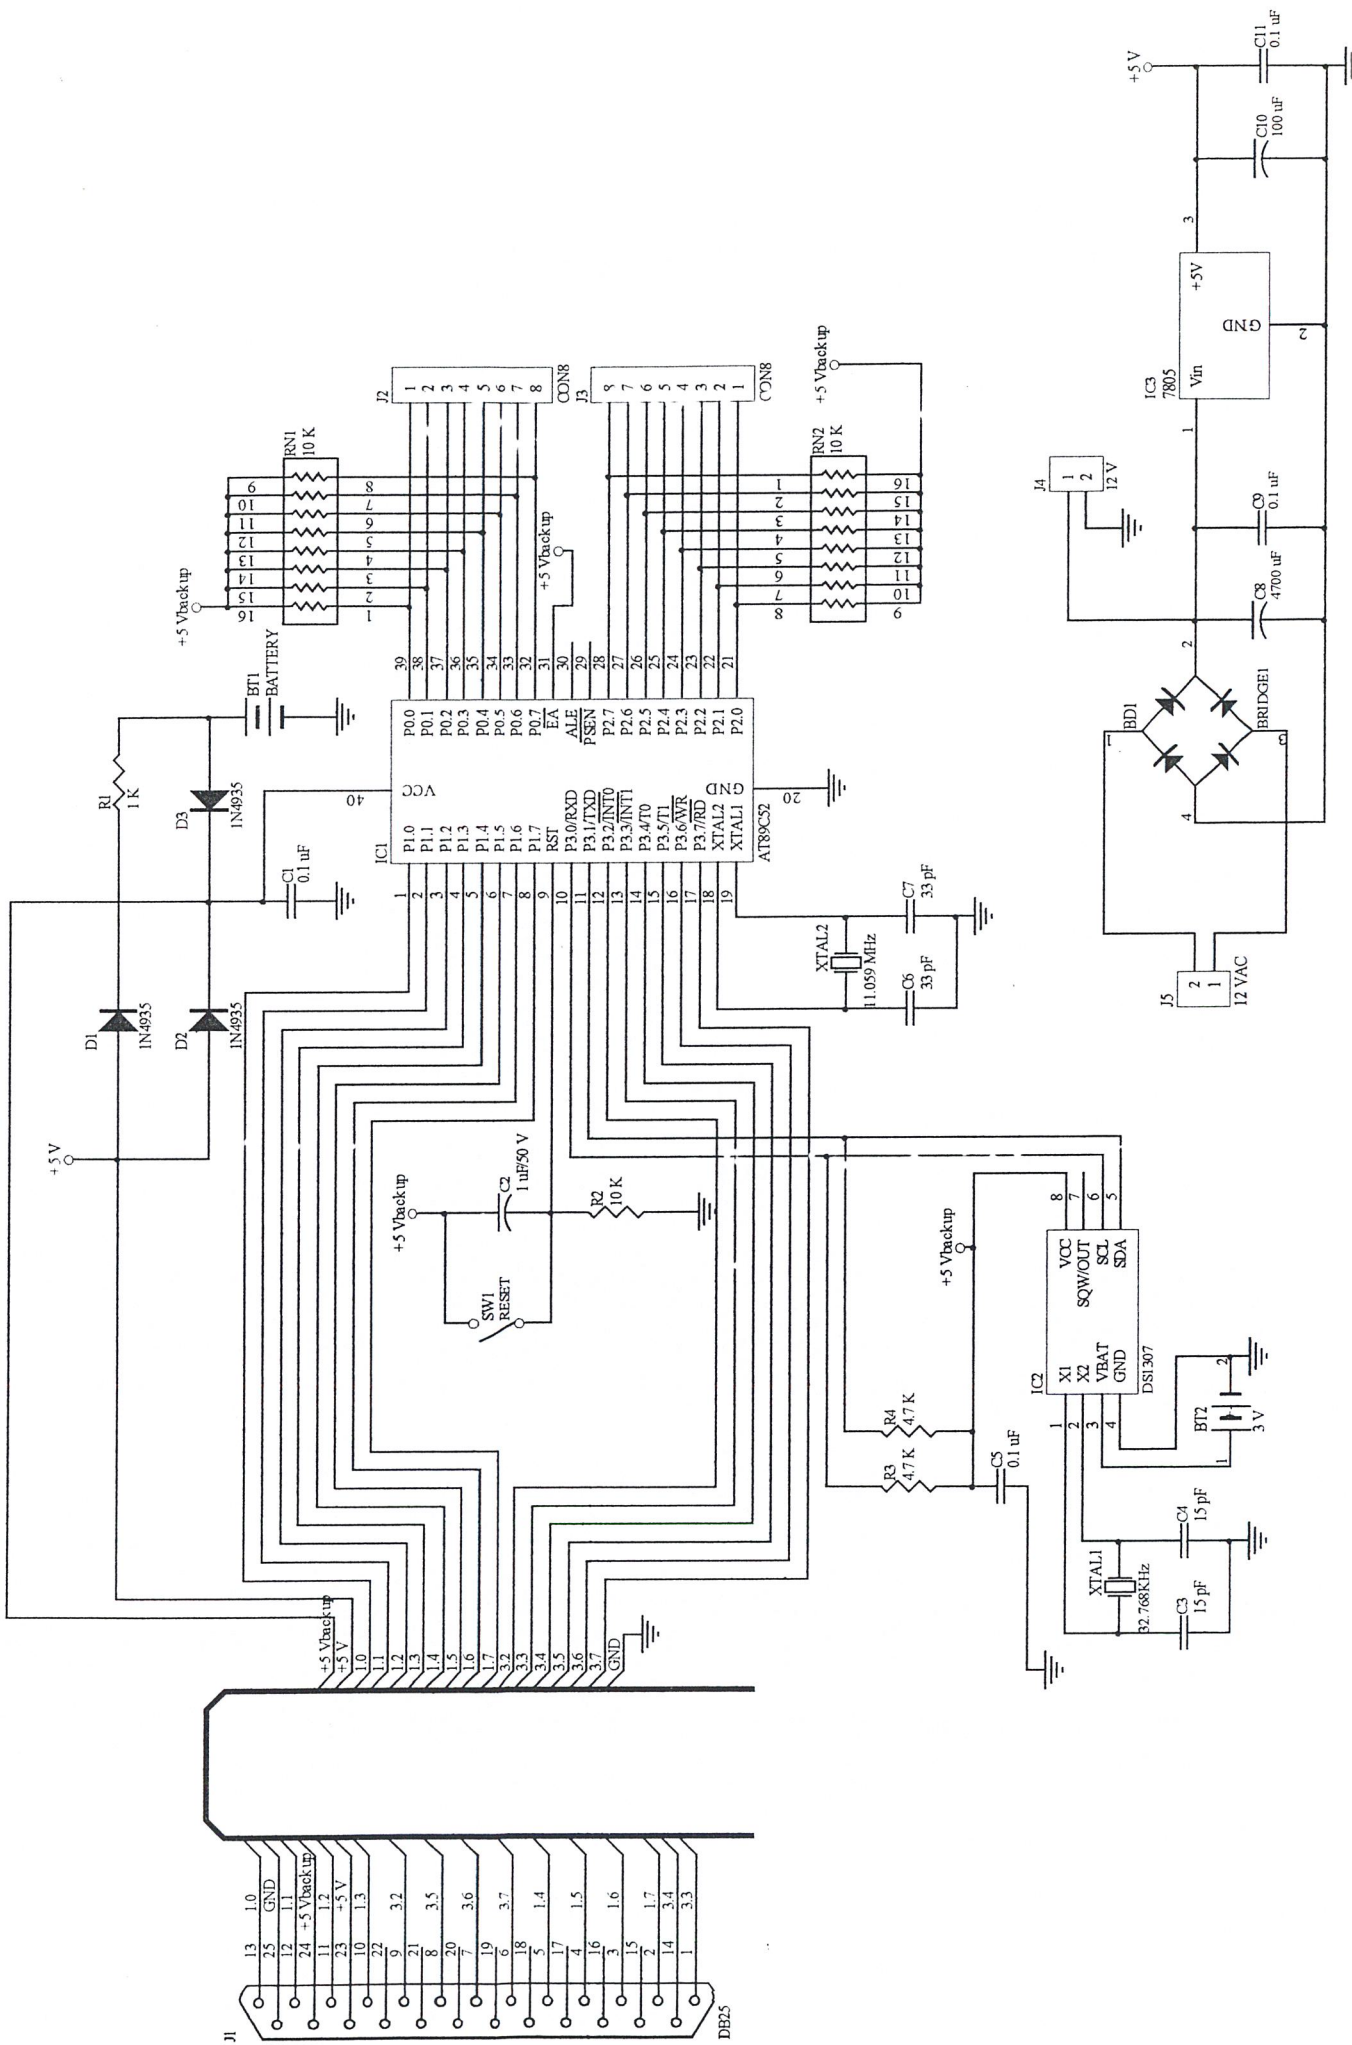 +5 V
C11
0.1 uF
C10
100 uF
3
+5V
GND
2
Vin
IC3
7805
1
J4
1
2
12 V
C9
0.1 uF
C8
4700 uF
2
BD1
1
BRIDGE1
3
4
J5
2
1
12 VAC
J2
1
2
3
4
5
6
7
8
CON8
J3
8
7
6
5
4
3
2
1
CON8
+5 Vbackup
RN1
10 K
9
10
11
12
13
14
15
16
8
7
6
5
4
3
2
1
+5 Vbackup
RN2
10 K
1
2
3
4
5
6
7
8
16
15
14
13
12
11
10
9
+5 Vbackup
BT1
BATTERY
R1
1 K
D3
1N4935
C1
0.1 uF
D1
1N4935
D2
1N4935
+5 V
39
38
37
36
35
34
33
32
31
30
29
28
27
26
25
24
23
22
21
P0.0
P0.1
P0.2
P0.3
P0.4
P0.5
P0.6
P0.7
EA
ALE
PSEN
P2.7
P2.6
P2.5
P2.4
P2.3
P2.2
P2.1
P2.0
40
VCC
GND
20
IC1
P1.0
P1.1
P1.2
P1.3
P1.4
P1.5
P1.6
P1.7
RST
P3.0/RXD
P3.1/TXD
P3.2/INT0
P3.3/INT1
P3.4/T0
P3.5/T1
P3.6/WR
P3.7/RD
XTAL2
XTAL1
AT89C52
1
2
3
4
5
6
7
8
9
10
11
12
13
14
15
16
17
18
19
XTAL2
11.059 MHz
C7
33 pF
C6
33 pF
+5 Vbackup
C2
1 uF/50 V
R2
10 K
SW1
RESET
+5 Vbackup
8
7
6
5
VCC
SQW/OUT
SCL
SDA
IC2
X1
X2
VBAT
GND
DS1307
1
2
3
4
2
BT2
3 V
1
R4
4.7 K
R3
4.7 K
C5
0.1 uF
XTAL1
32.768KHz
C4
15 pF
C3
15 pF
+5 Vbackup
+5 V
1.0
1.1
1.2
1.3
1.4
1.5
1.6
1.7
3.2
3.3
3.4
3.5
3.6
3.7
GND
1.0
GND
1.1
+5 Vbackup
1.2
+5 V
1.3
3.2
3.5
3.6
3.7
1.4
1.5
1.6
1.7
3.4
3.3
13
25
12
24
11
23
10
22
9
21
8
20
7
19
6
18
5
17
4
16
3
15
2
14
1
J1
DB25